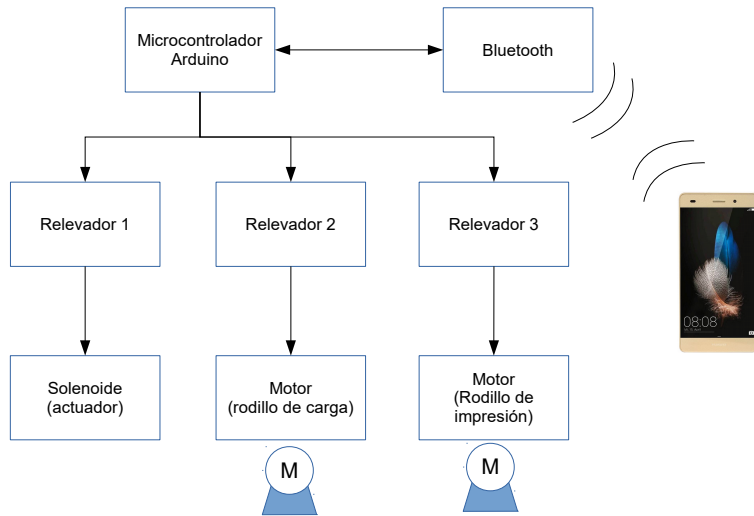 Microcontrolador
Arduino
Bluetooth
Relevador 1
Relevador 2
Relevador 3
08:08
Solenoide
(actuador)
Motor
(rodillo de carga)
Motor
(Rodillo de
impresión)
M
M